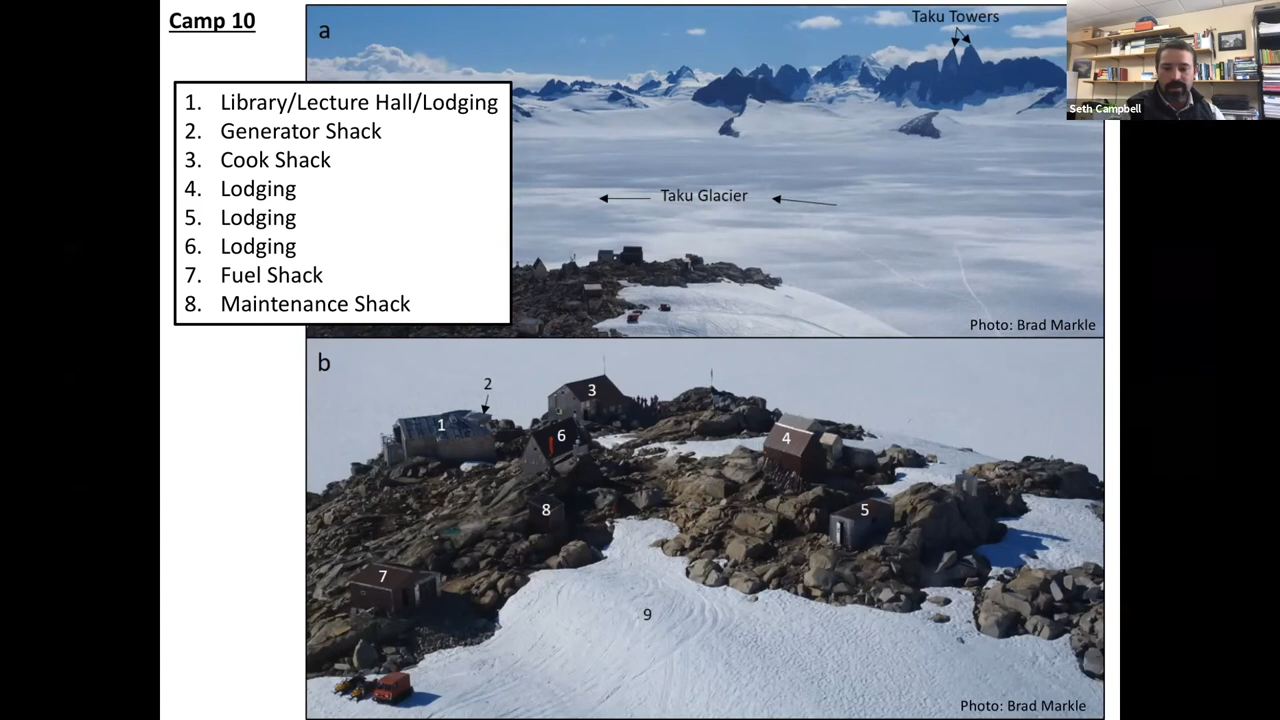 Camp 10
1. Library/Lecture Hall/Lodging
2. Generator Shack
3. Cook Shack
4. Lodging
5. Lodging
6. Lodging
7. Fuel Shack
8. Maintenance Shack
a
Taku Towers
Seth Campbell
Taku Glacier
Photo: Brad Markle
b
2
3
1
6
4
8
5
7
9
Photo: Brad Markle